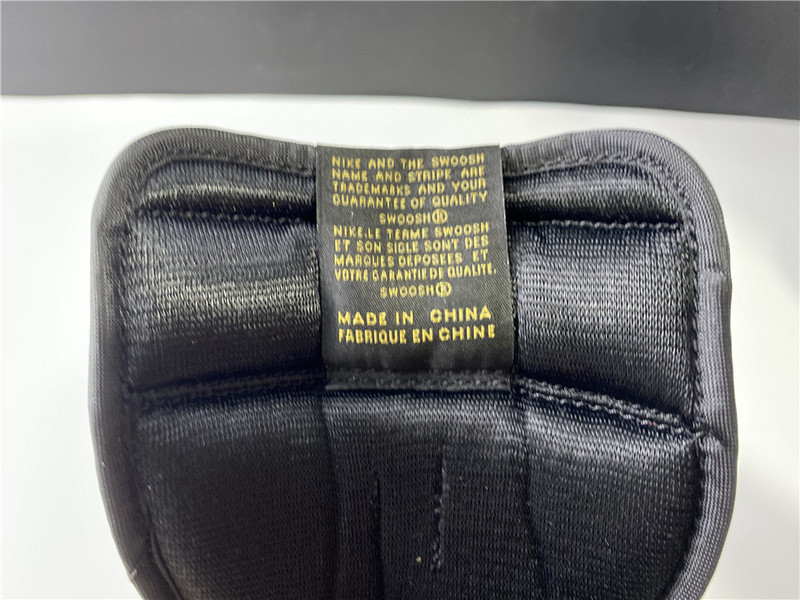 NIKE AND THE SWOOSH
NAME AND STRIPE ARE
TRADEMARKS AND YOUR
GUARANTEE OF QUALITY
SWOOSH®
NIKE.LE TERME SWOOSH
ET SON SIGLE SONT DES
MARQUES DEPOSEES ET
VOTRE GARANTIE DE QUALITE.
SWOOSH®
MADE IN CHINA
FABRIQUE EN CHINE